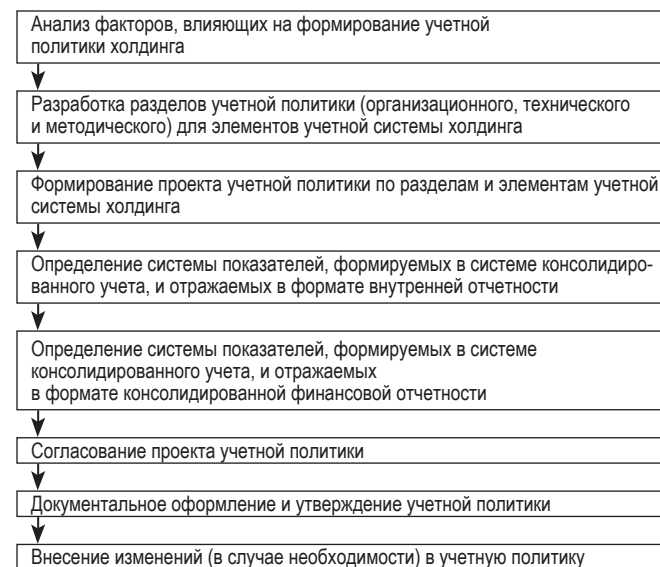 Анализ факторов, влияющих на формирование учетной
политики холдинга
Разработка разделов учетной политики (организационного, технического
и методического) для элементов учетной системы холдинга
Формирование проекта учетной политики по разделам и элементам учетной
системы холдинга
Определение системы показателей, формируемых в системе консолидиро-
ванного учета, и отражаемых в формате внутренней отчетности
Определение системы показателей, формируемых в системе
консолидированного учета, и отражаемых
в формате консолидированной финансовой отчетности
Согласование проекта учетной политики
Документальное оформление и утверждение учетной политики
Внесение изменений (в случае необходимости) в учетную политику